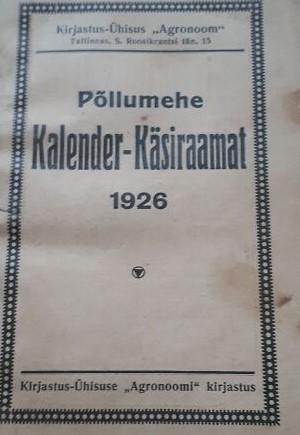 Kirjastus-Ühisus „Agronoom“
Tallinnas, S. Roosikrantsi tän. 15
Põllumehe
Kalender-Käsiraamat
1926
Kirjastus-Ühisuse „Agronoomi“ kirjastus